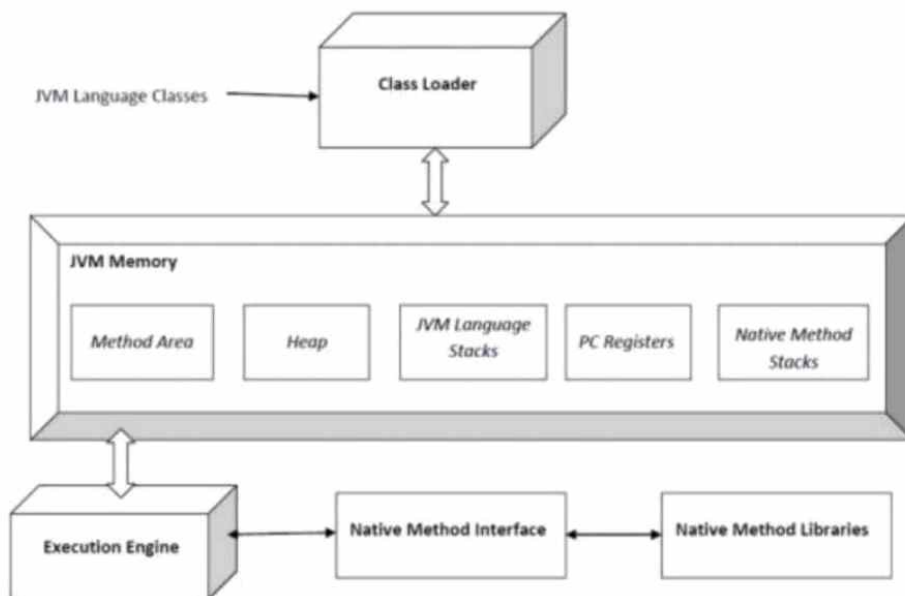 Class Loader
JVM Language Classes
JVM Memory
Method Area
Heap
JVM Language
Stacks
PC Registers
Native Method
Stacks
Execution Engine
Native Method Interface
Native Method Libraries